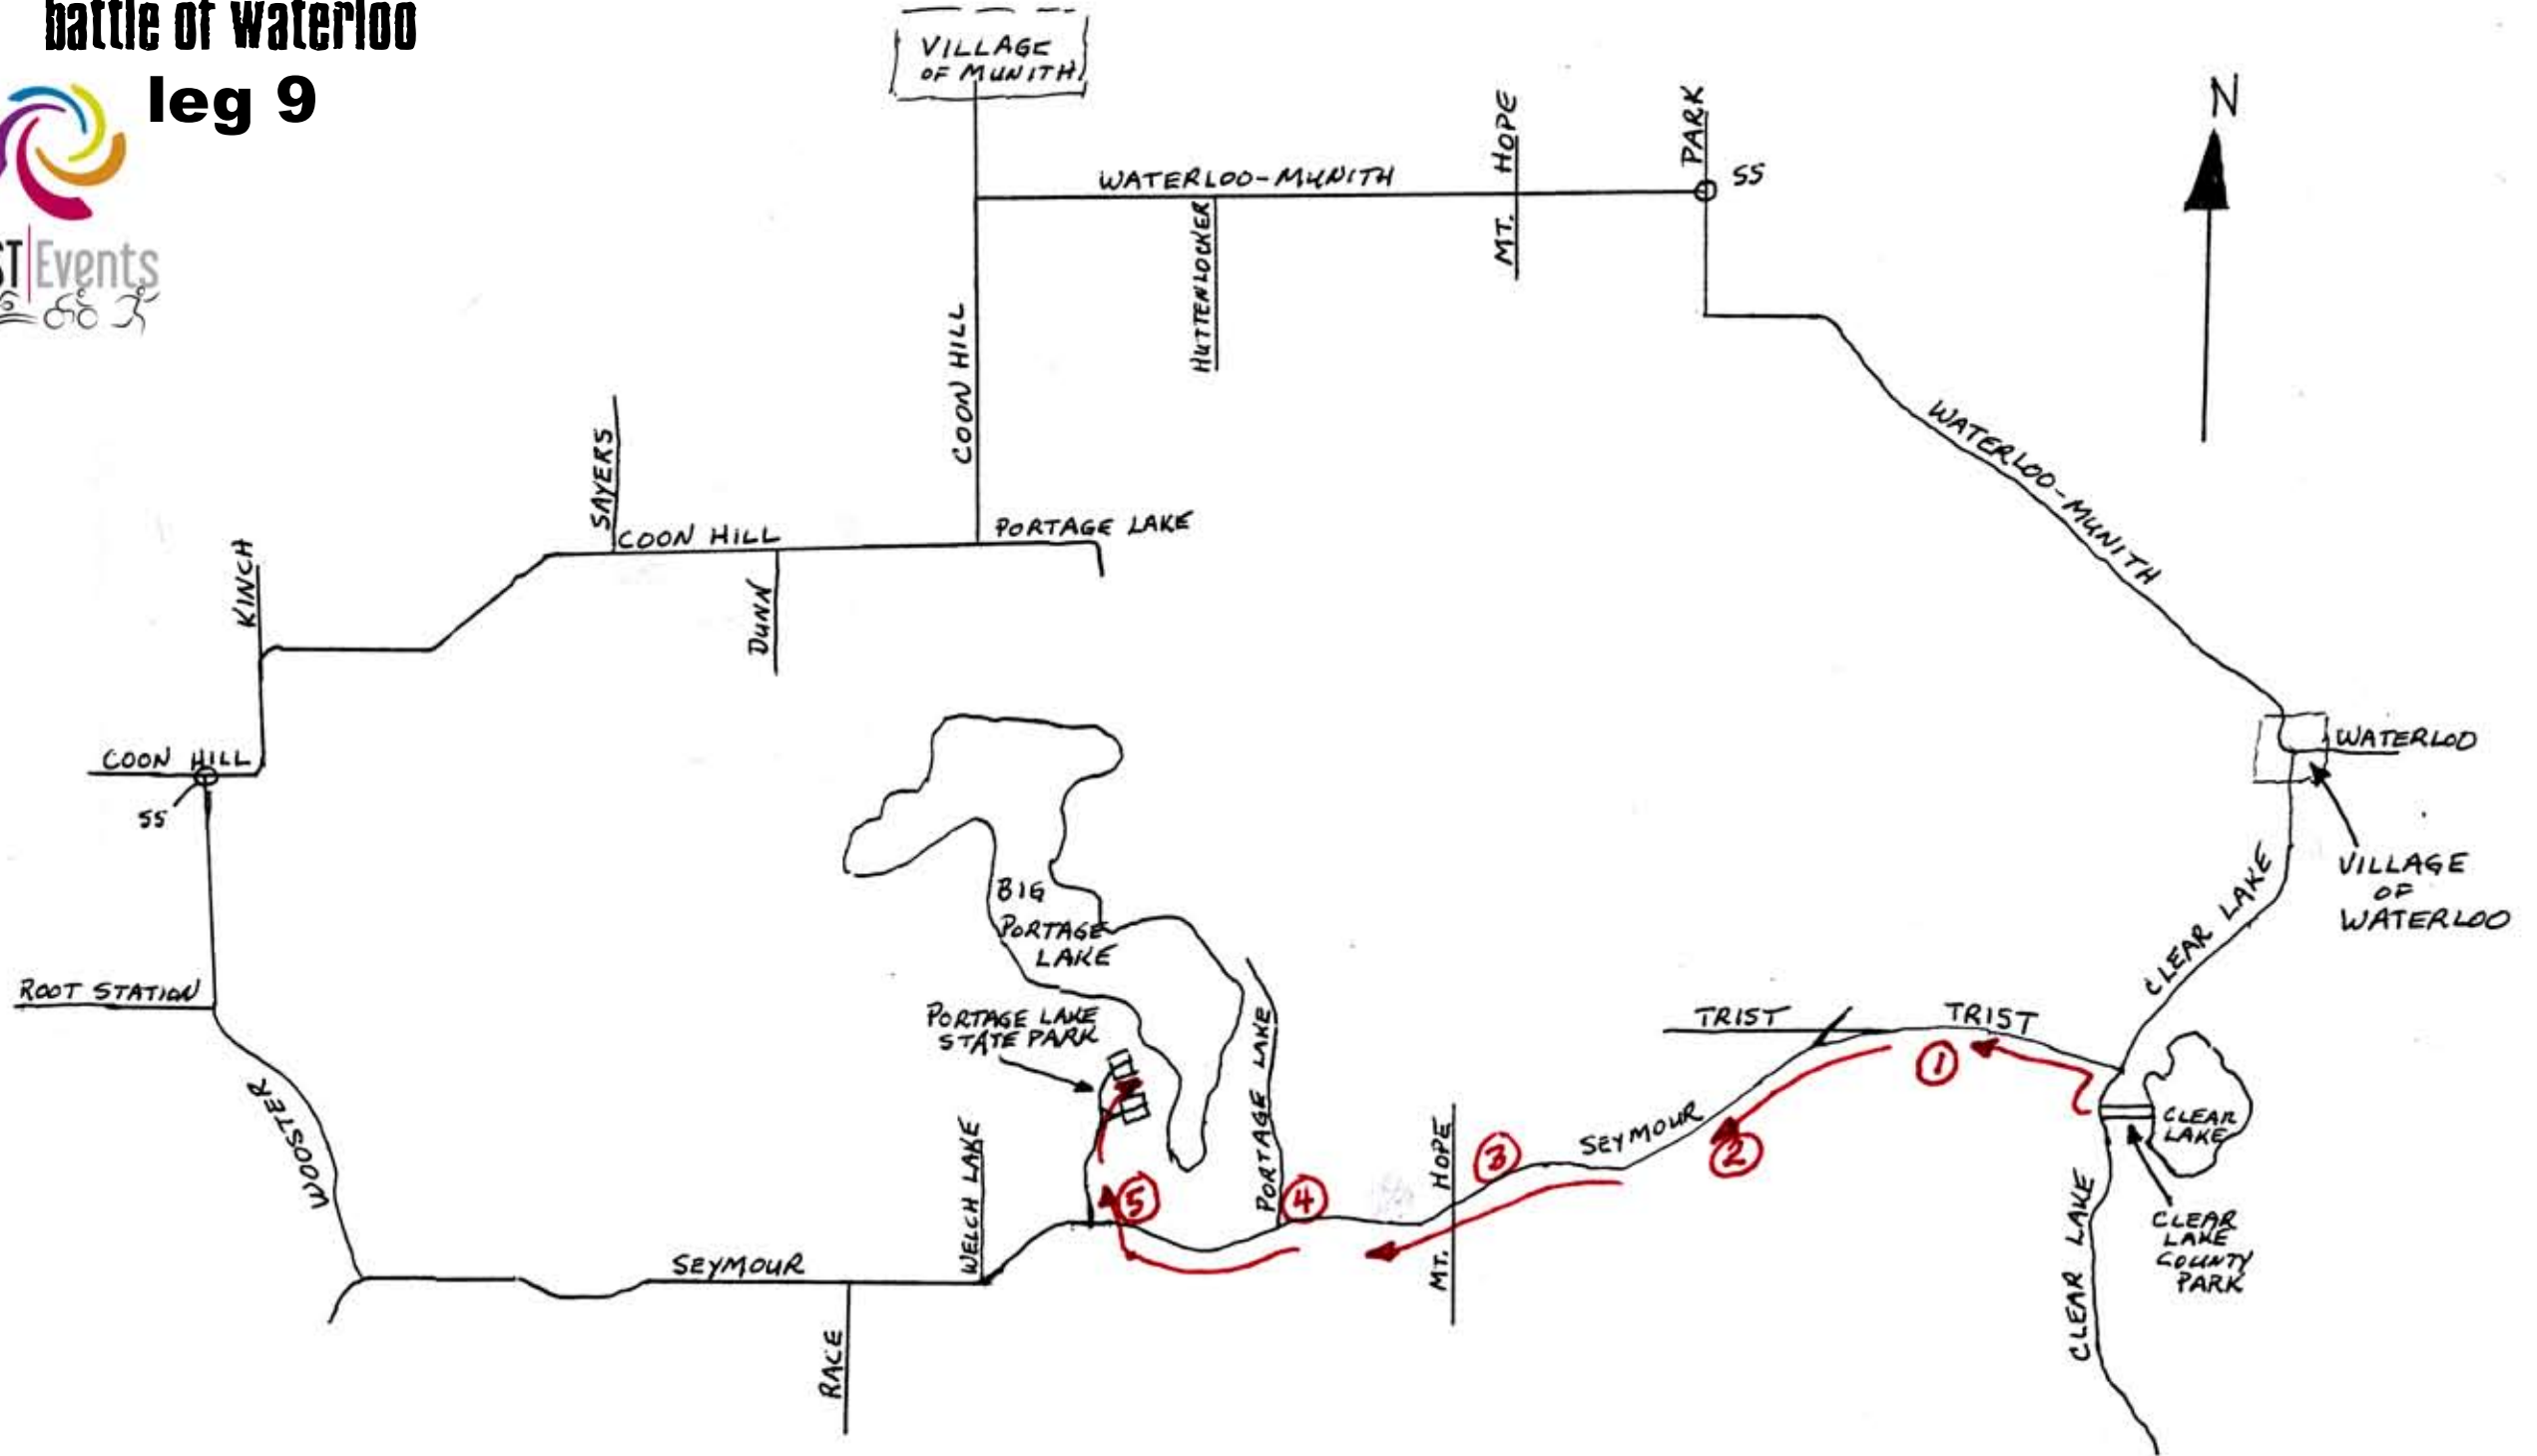 battle of waterloo
leg 9
ST|Events
VILLAGE
OF MUNITH
N
WATERLOO-MUNITH
MT. HOPE
PARK
SS
HUTTENLOCKER
COON HILL
WATERLOO-MUNITH
SAYERS
COON HILL
PORTAGE LAKE
KINCH
DUNN
COON HILL
SS
WATERLOO
VILLAGE
OF
WATERLOO
CLEAR LAKE
BIG
PORTAGE
LAKE
ROOT STATION
PORTAGE LAKE
STATE PARK
PORTAGE LAKE
TRIST
TRIST
1
CLEAR
LAKE
WOOSTER
WELCH LAKE
5
4
MT. HOPE
3
SEYMOUR
2
CLEAR
LAKE
COUNTY
PARK
CLEAR LAKE
SEYMOUR
RACE